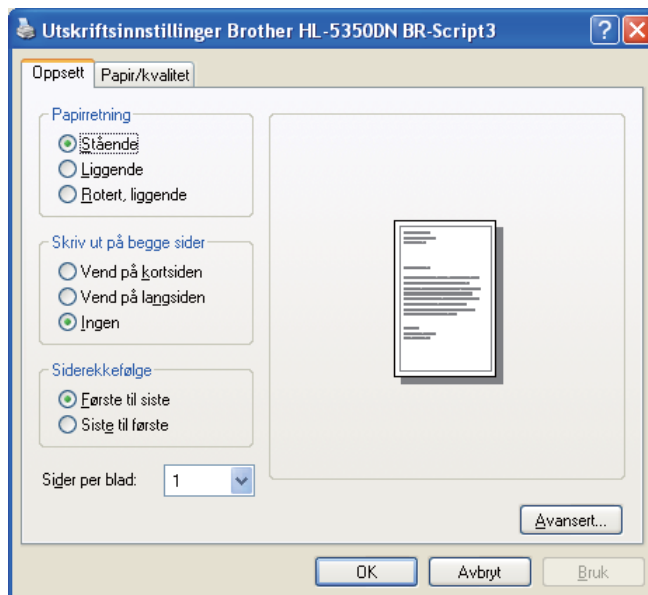 Utskriftsinnstillinger Brother HL-5350DN BR-Script3
Oppsett
Papir/kvalitet
Papirretning
Stående
Liggende
Rotert, liggende
Skriv ut på begge sider
Vend på kortsiden
Vend på langsiden
Ingen
Siderekkefølge
Første til siste
Siste til første
Sider per blad: 1
Avansert...
OK Avbryt Bruk